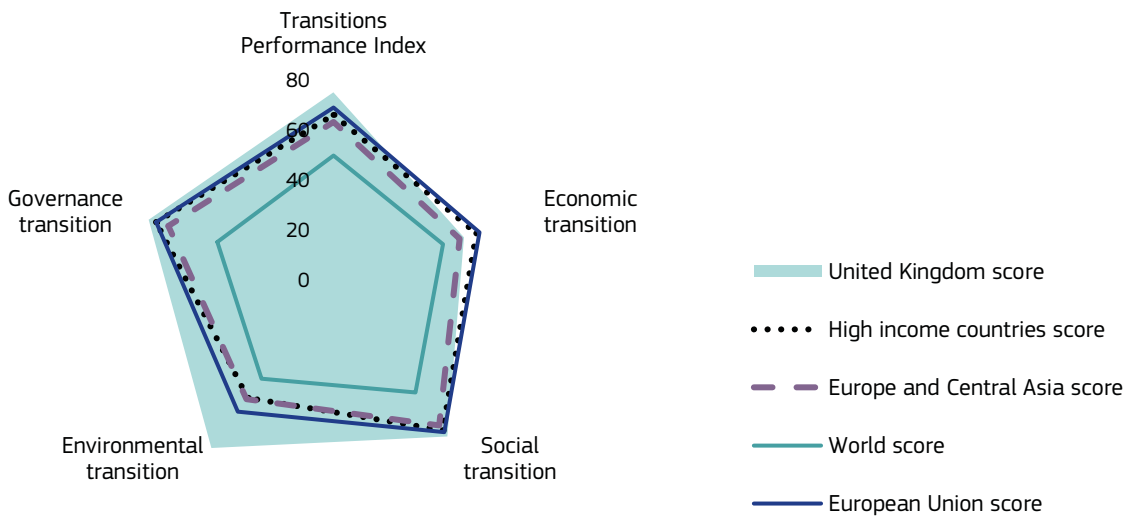 Transitions
Performance Index
80
60
40
20
0
Governance
transition
Economic
transition
Environmental
transition
Social
transition
United Kingdom score
High income countries score
Europe and Central Asia score
World score
European Union score